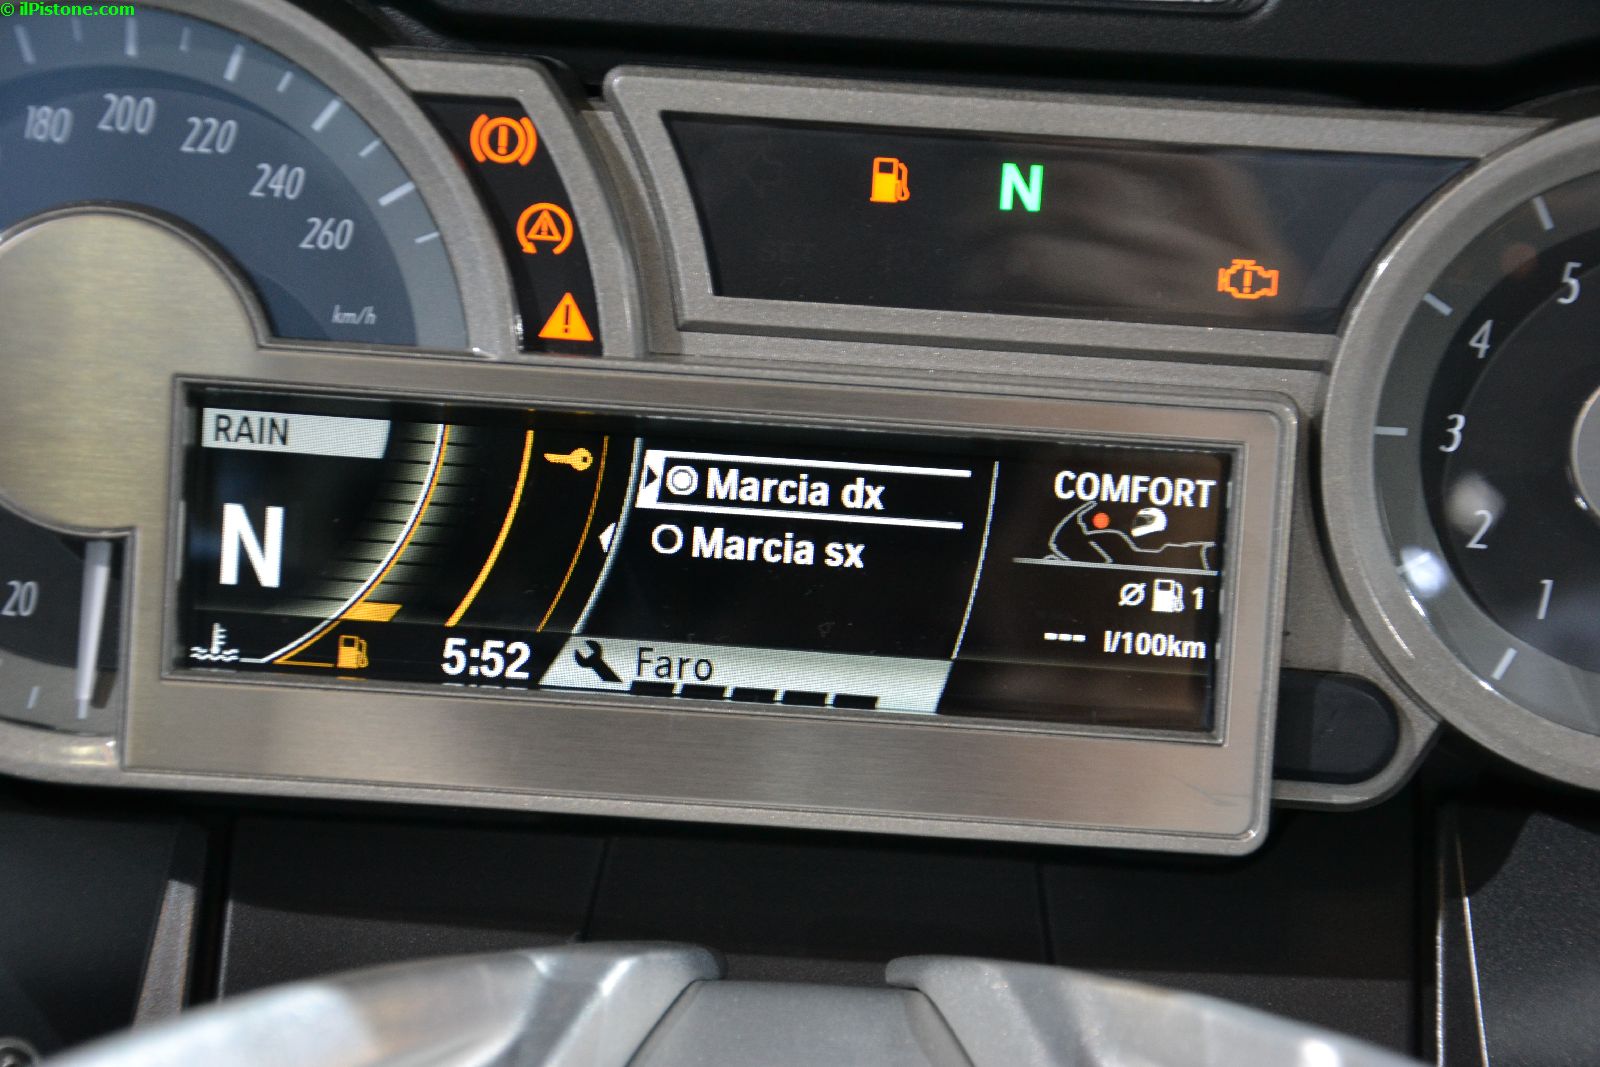 © ilPistone.com
180
200
220
240
260
km/h
20
N
RAIN
N
5:52
Marcia dx
Marcia sx
Faro
COMFORT
Ø 1
--- l/100km
5
4
3
2
1